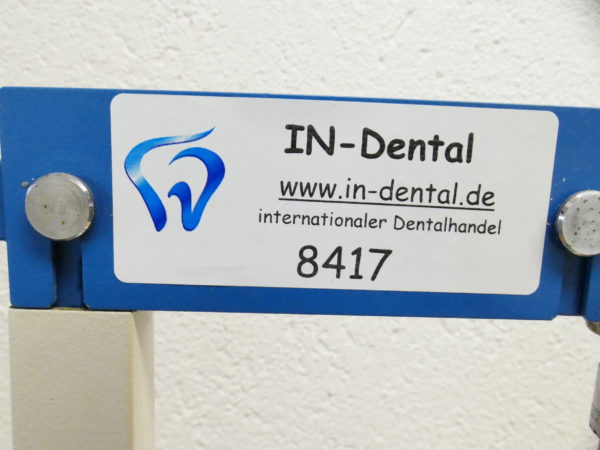 IN-Dental
www.in-dental.de
internationaler Dentalhandel
8417